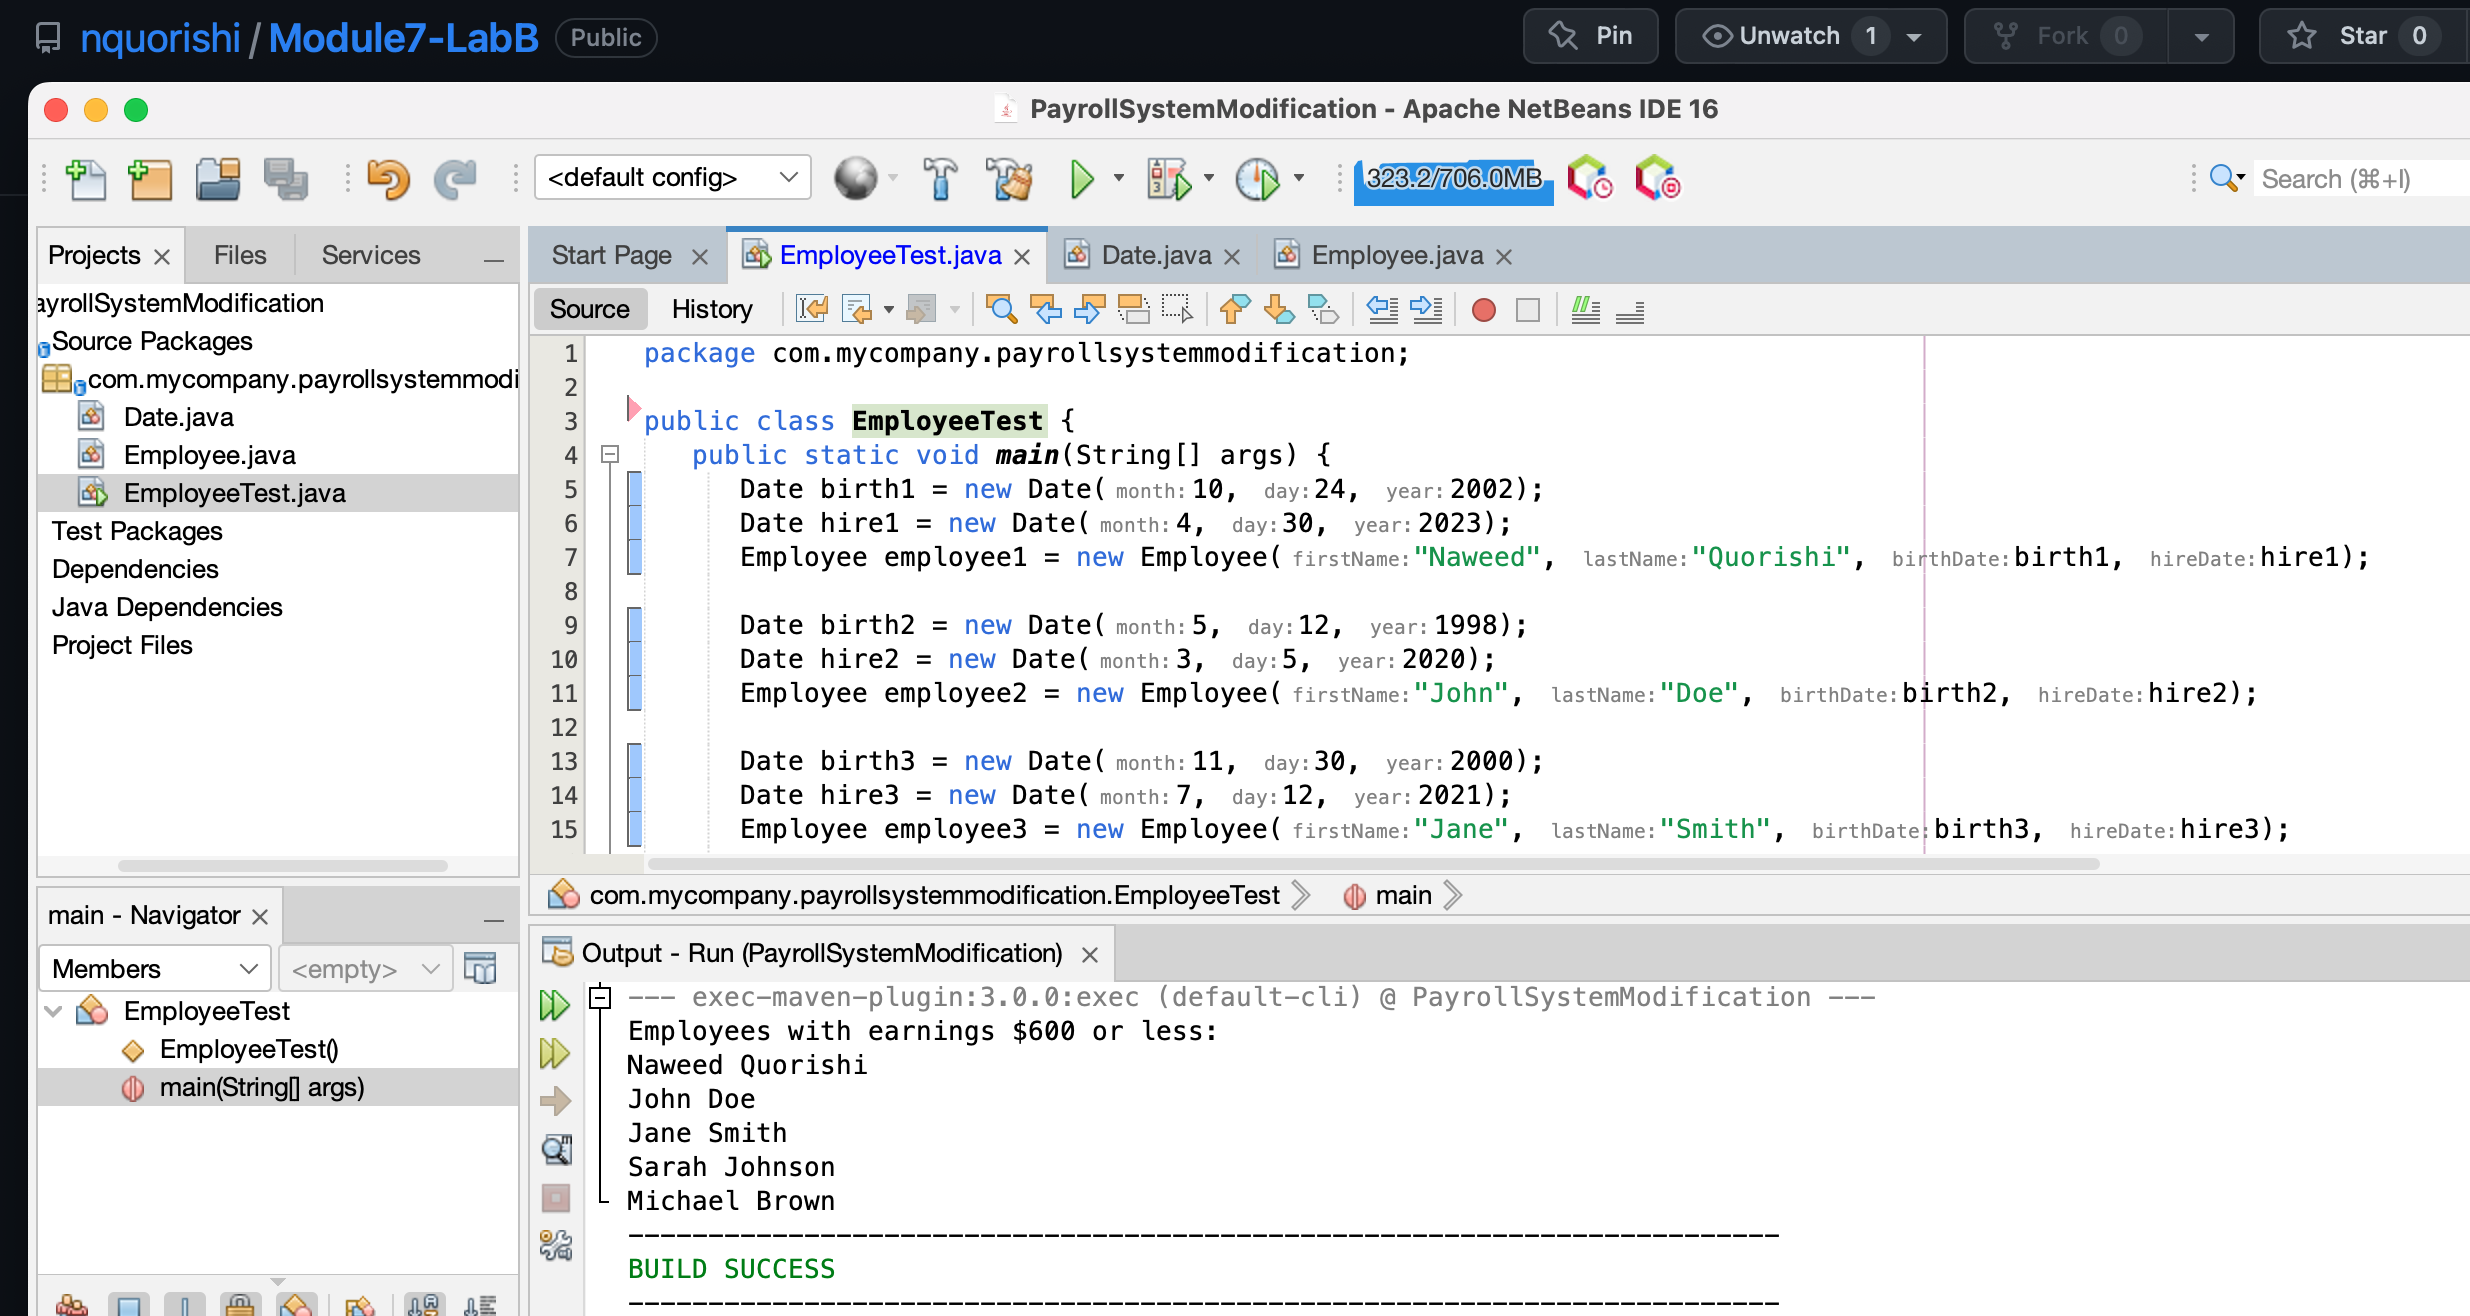 nquorishi / Module7-LabB Public Pin Unwatch 1 Fork 0 Star 0
PayrollSystemModification - Apache NetBeans IDE 16
<default config> 323.2/706.0MB Search (⌘+I)
Projects Files Services
ayrollSystemModification
Source Packages
com.mycompany.payrollsystemmodi
Date.java
Employee.java
EmployeeTest.java
Test Packages
Dependencies
Java Dependencies
Project Files
Start Page EmployeeTest.java Date.java Employee.java
Source History
1 package com.mycompany.payrollsystemmodification;
2
3 public class EmployeeTest {
4 public static void main(String[] args) {
5 Date birth1 = new Date( month: 10, day: 24, year: 2002);
6 Date hire1 = new Date( month: 4, day: 30, year: 2023);
7 Employee employee1 = new Employee( firstName: "Naweed", lastName: "Quorishi", birthDate: birth1, hireDate: hire1);
8
9 Date birth2 = new Date( month: 5, day: 12, year: 1998);
10 Date hire2 = new Date( month: 3, day: 5, year: 2020);
11 Employee employee2 = new Employee( firstName: "John", lastName: "Doe", birthDate: birth2, hireDate: hire2);
12
13 Date birth3 = new Date( month: 11, day: 30, year: 2000);
14 Date hire3 = new Date( month: 7, day: 12, year: 2021);
15 Employee employee3 = new Employee( firstName: "Jane", lastName: "Smith", birthDate: birth3, hireDate: hire3);
com.mycompany.payrollsystemmodification.EmployeeTest main
main - Navigator
Members <empty>
EmployeeTest
EmployeeTest()
main(String[] args)
Output - Run (PayrollSystemModification)
--- exec-maven-plugin:3.0.0:exec (default-cli) @ PayrollSystemModification ---
Employees with earnings $600 or less:
Naweed Quorishi
John Doe
Jane Smith
Sarah Johnson
Michael Brown
------------------------------------------------------------------------
BUILD SUCCESS
------------------------------------------------------------------------